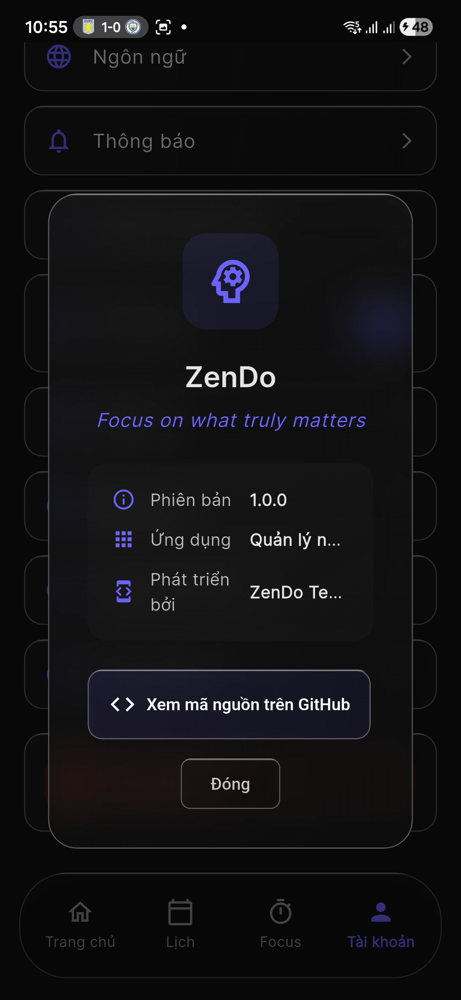 10:55
AVFC
1-0
5
48
Ngôn ngữ
Thông báo
ZenDo
Focus on what truly matters
Phiên bản 1.0.0
Ứng dụng Quản lý n...
Phát triển bởi ZenDo Te...
Xem mã nguồn trên GitHub
Đóng
Trang chủ
Lịch
Focus
Tài khoản